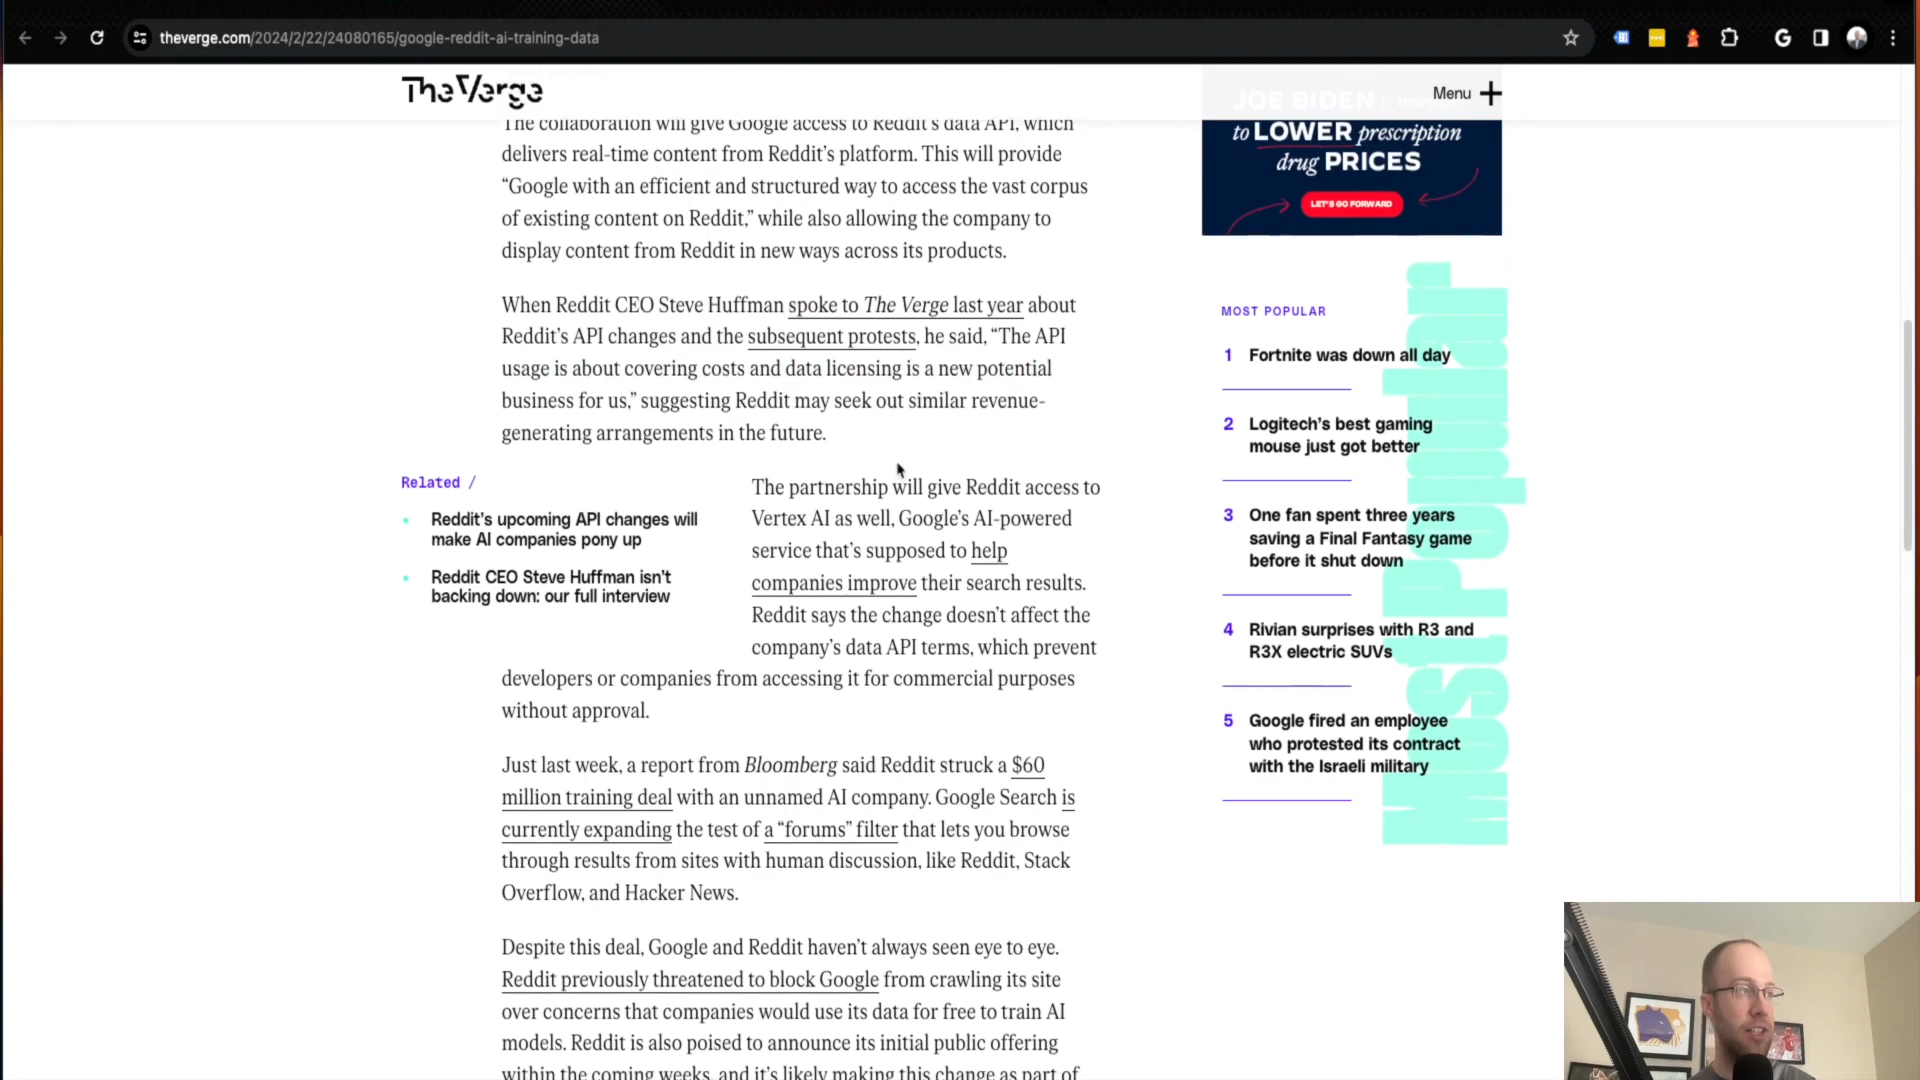 theverge.com/2024/2/22/24080165/google-reddit-ai-training-data
The Verge
Menu
JOE BIDEN
to LOWER prescription
drug PRICES
LET'S GO FORWARD
The collaboration will give Google access to Reddit's data API, which
delivers real-time content from Reddit's platform. This will provide
“Google with an efficient and structured way to access the vast corpus
of existing content on Reddit,” while also allowing the company to
display content from Reddit in new ways across its products.
When Reddit CEO Steve Huffman spoke to The Verge last year about
Reddit’s API changes and the subsequent protests, he said, “The API
usage is about covering costs and data licensing is a new potential
business for us,” suggesting Reddit may seek out similar revenue-
generating arrangements in the future.
Related /
Reddit’s upcoming API changes will
make AI companies pony up
Reddit CEO Steve Huffman isn’t
backing down: our full interview
The partnership will give Reddit access to
Vertex AI as well, Google’s AI-powered
service that’s supposed to help
companies improve their search results.
Reddit says the change doesn’t affect the
company’s data API terms, which prevent
developers or companies from accessing it for commercial purposes
without approval.
Just last week, a report from Bloomberg said Reddit struck a $60
million training deal with an unnamed AI company. Google Search is
currently expanding the test of a “forums” filter that lets you browse
through results from sites with human discussion, like Reddit, Stack
Overflow, and Hacker News.
Despite this deal, Google and Reddit haven’t always seen eye to eye.
Reddit previously threatened to block Google from crawling its site
over concerns that companies would use its data for free to train AI
models. Reddit is also poised to announce its initial public offering
within the coming weeks, and it’s likely making this change as part of
MOST POPULAR
1 Fortnite was down all day
2 Logitech’s best gaming
mouse just got better
3 One fan spent three years
saving a Final Fantasy game
before it shut down
4 Rivian surprises with R3 and
R3X electric SUVs
5 Google fired an employee
who protested its contract
with the Israeli military
Most Popular